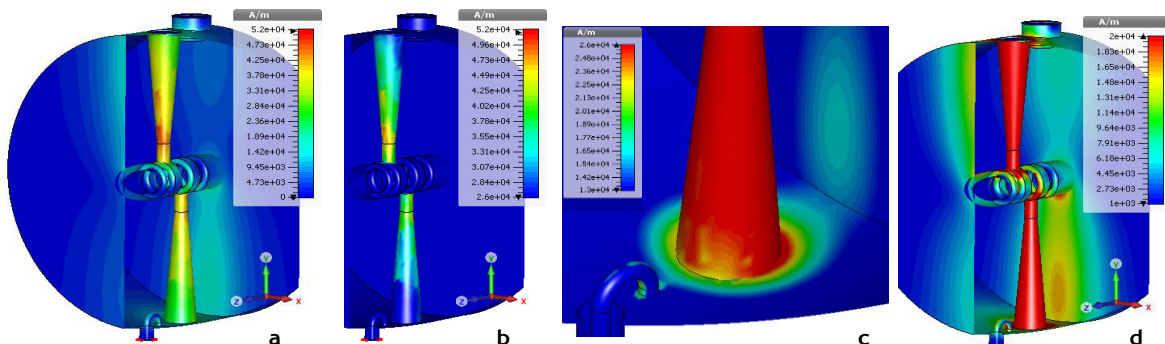 A/m
5.2e+04
4.73e+04
4.25e+04
3.78e+04
3.31e+04
2.84e+04
2.36e+04
1.89e+04
1.42e+04
9.45e+03
4.73e+03
0
Y
Z
X
a
A/m
5.2e+04
4.96e+04
4.73e+04
4.49e+04
4.25e+04
4.02e+04
3.78e+04
3.55e+04
3.31e+04
3.07e+04
2.84e+04
2.6e+04
Y
Z
X
b
A/m
2.6e+04
2.48e+04
2.36e+04
2.25e+04
2.13e+04
2.01e+04
1.89e+04
1.77e+04
1.65e+04
1.54e+04
1.42e+04
1.3e+04
c
A/m
2e+04
1.83e+04
1.65e+04
1.48e+04
1.31e+04
1.14e+04
9.64e+03
7.91e+03
6.18e+03
4.45e+03
2.73e+03
1e+03
Y
Z
X
d